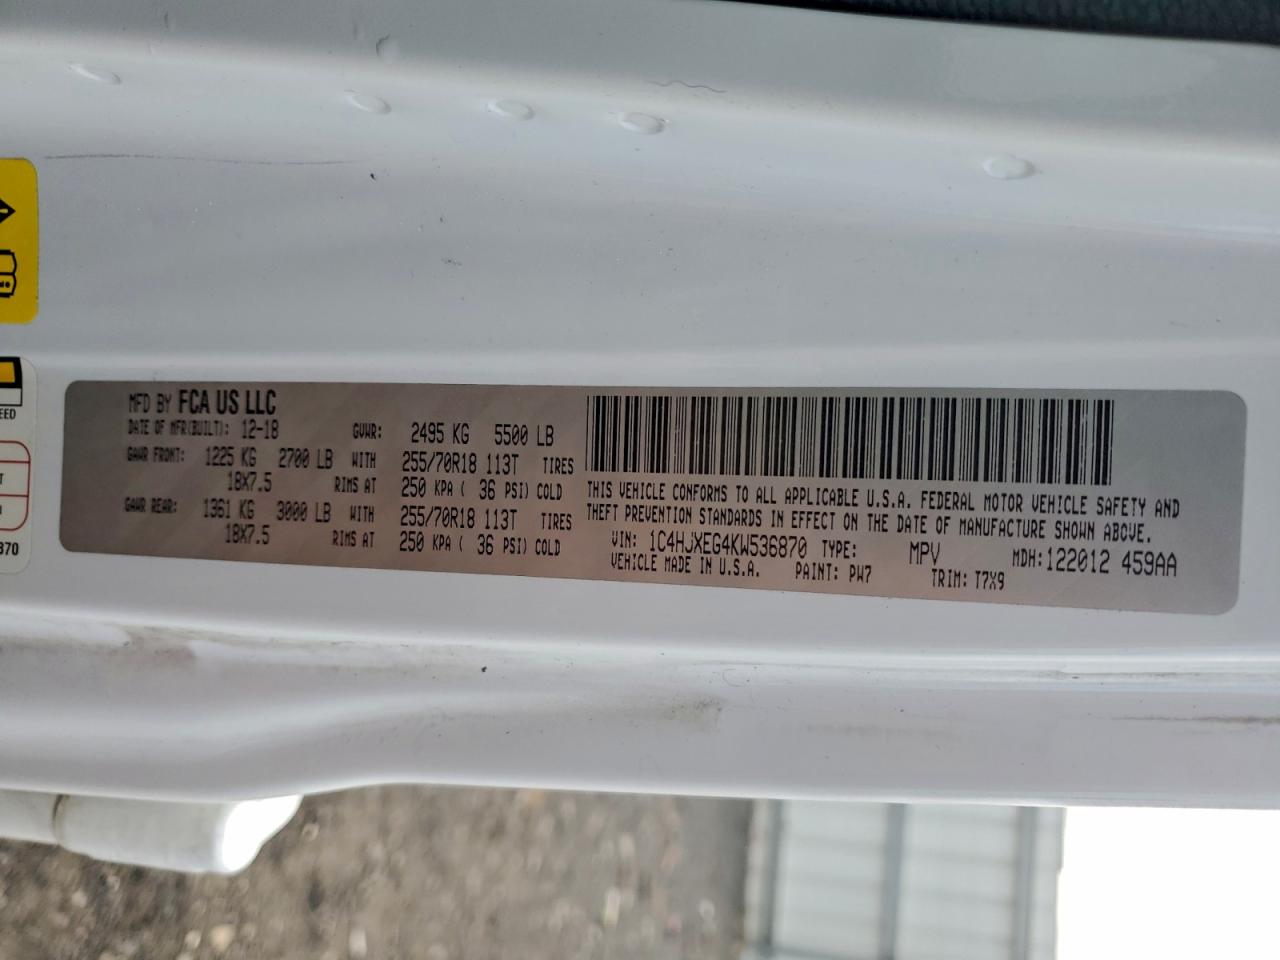 EED
T
870
MFD BY FCA US LLC
DATE OF MFR(BUILT): 12-18 GVWR: 2495 KG 5500 LB
GAWR FRONT: 1225 KG 2700 LB WITH 255/70R18 113T TIRES
18X7.5 RIMS AT 250 KPA ( 36 PSI) COLD
GAWR REAR: 1361 KG 3000 LB WITH 255/70R18 113T TIRES
18X7.5 RIMS AT 250 KPA ( 36 PSI) COLD
THIS VEHICLE CONFORMS TO ALL APPLICABLE U.S.A. FEDERAL MOTOR VEHICLE SAFETY AND
THEFT PREVENTION STANDARDS IN EFFECT ON THE DATE OF MANUFACTURE SHOWN ABOVE.
VIN: 1C4HJXEG4KW536870 TYPE: MPV MDH:122012 459AA
VEHICLE MADE IN U.S.A. PAINT: PW7 TRIM: T7X9